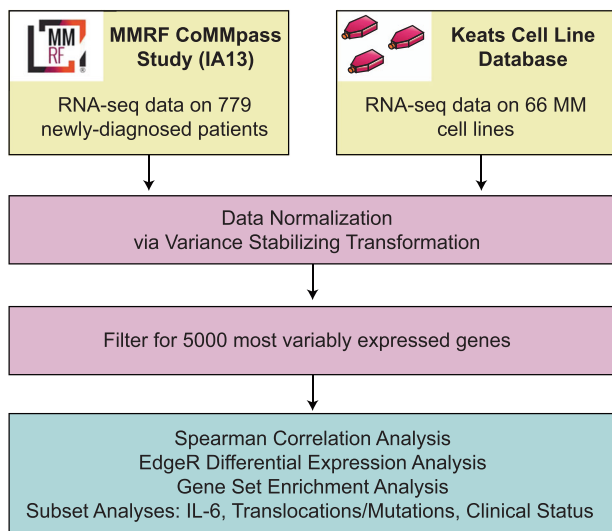 MM
RF
®
MMRF CoMMpass
Study (IA13)
RNA-seq data on 779
newly-diagnosed patients
Keats Cell Line
Database
RNA-seq data on 66 MM
cell lines
Data Normalization
via Variance Stabilizing Transformation
Filter for 5000 most variably expressed genes
Spearman Correlation Analysis
EdgeR Differential Expression Analysis
Gene Set Enrichment Analysis
Subset Analyses: IL-6, Translocations/Mutations, Clinical Status